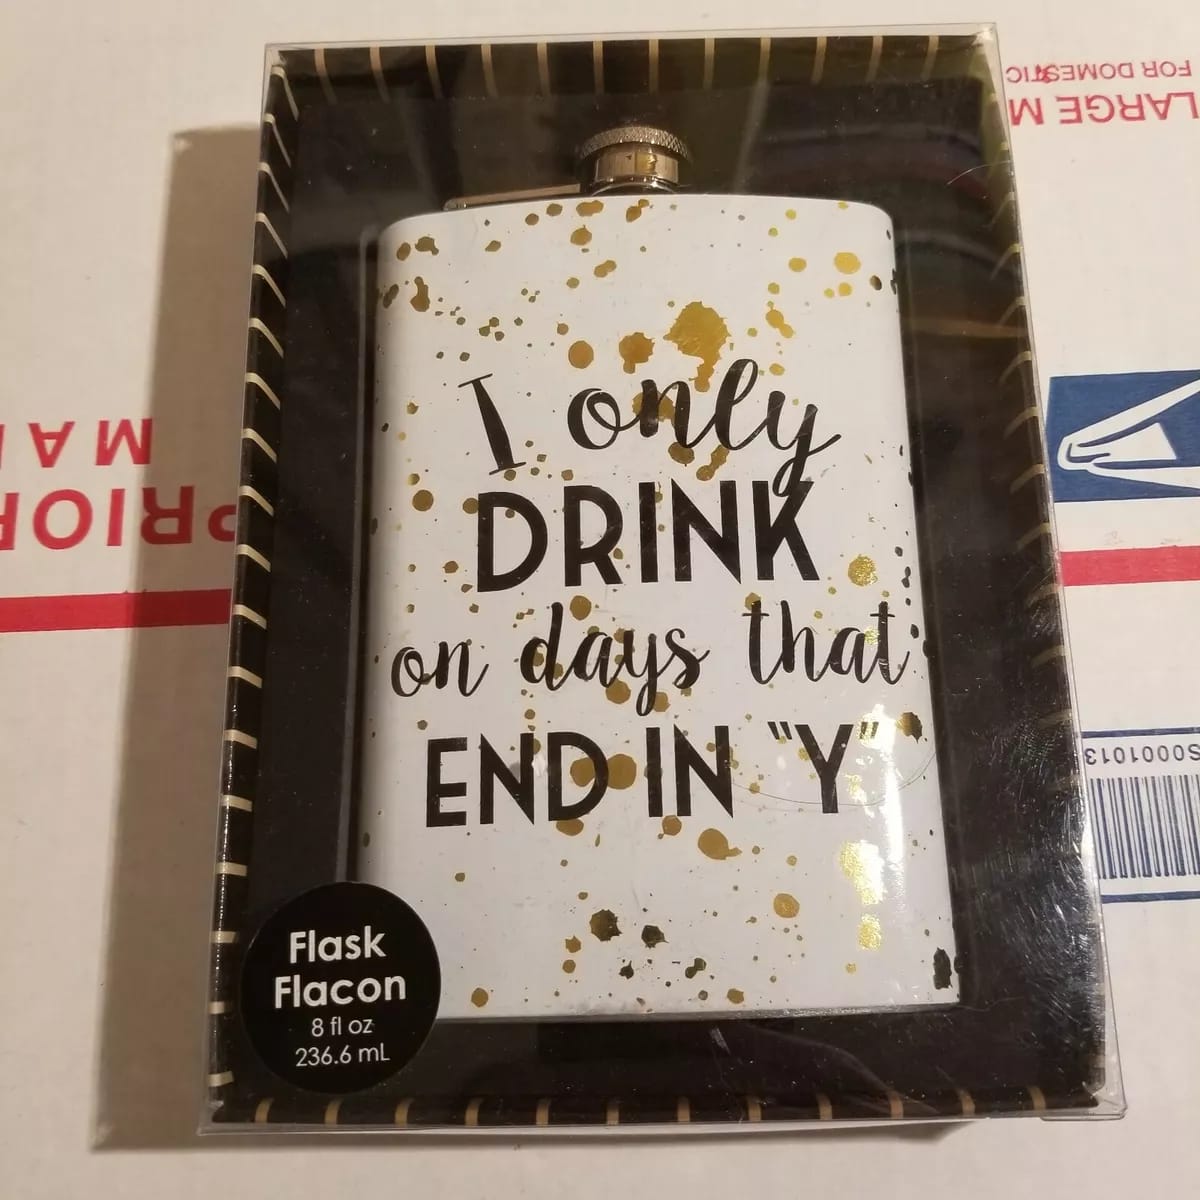 I only
DRINK
on days that
END IN "Y"
Flask
Flacon
8 fl oz
236.6 mL
FOR DOMESTIC
LARGE M
PRIOR
MA
S0001013